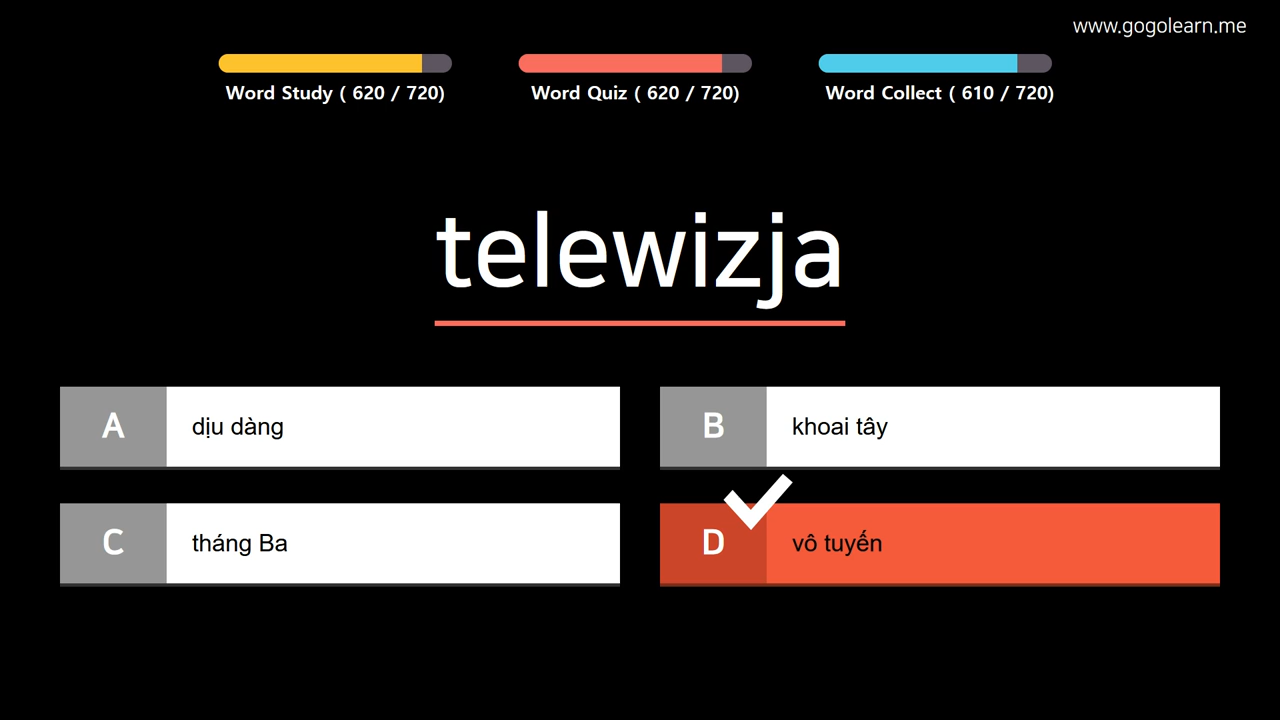 www.gogolearn.me
Word Study ( 620 / 720)
Word Quiz ( 620 / 720)
Word Collect ( 610 / 720)
telewizja
A dịu dàng
B khoai tây
C tháng Ba
D vô tuyến